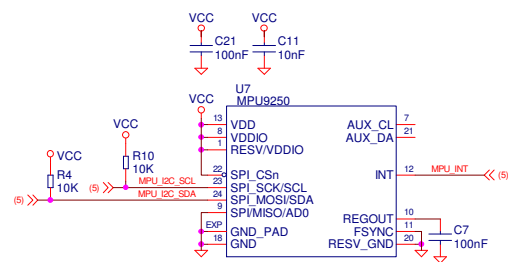 VCC
VCC
C21
100nF
C11
10nF
U7
MPU9250
VCC
13
VDD
8
VDDIO
1
RESV/VDDIO
7
AUX_CL
21
AUX_DA
VCC
R10
10K
VCC
R4
10K
22
SPI_CSn
(5)
MPU_I2C_SCL
23
SPI_SCK/SCL
(5)
MPU_I2C_SDA
24
SPI_MOSI/SDA
9
SPI/MISO/AD0
INT
12
MPU_INT
(5)
EXP
GND_PAD
18
GND
REGOUT
10
FSYNC
11
RESV_GND
20
C7
100nF